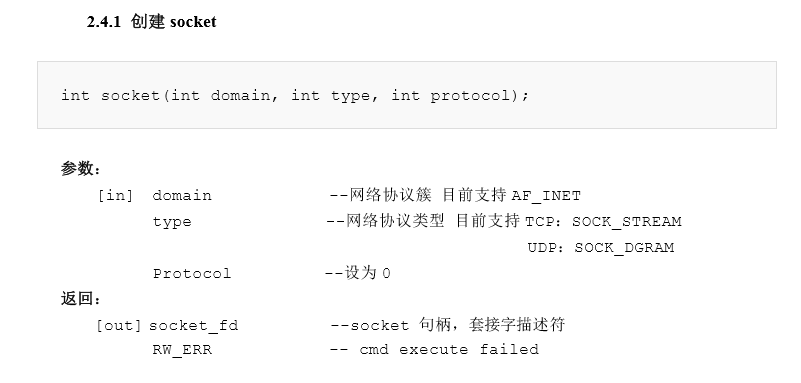 2.4.1 创建 socket
int socket(int domain, int type, int protocol);
参数：
[in] domain --网络协议簇 目前支持 AF_INET
type --网络协议类型 目前支持 TCP：SOCK_STREAM
UDP：SOCK_DGRAM
Protocol --设为 0
返回：
[out] socket_fd --socket 句柄，套接字描述符
RW_ERR -- cmd execute failed